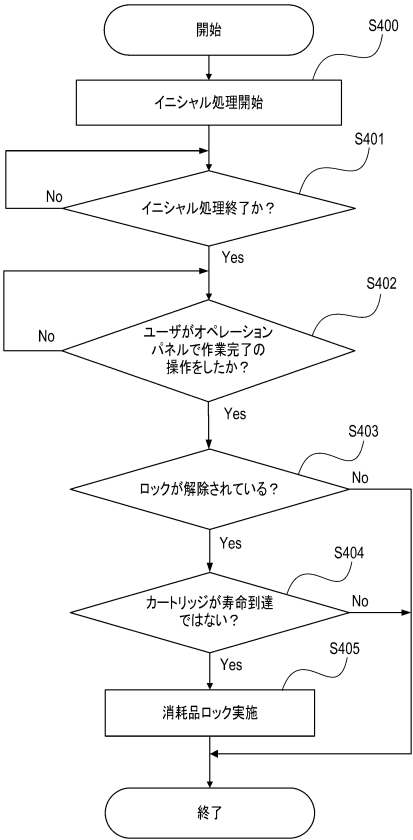 開始
S400
イニシャル処理開始
S401
イニシャル処理終了か？
No
Yes
S402
ユーザがオペレーション
パネルで作業完了の
操作をしたか？
No
Yes
S403
ロックが解除されている？
No
Yes
S404
カートリッジが寿命到達
ではない？
No
Yes
S405
消耗品ロック実施
終了